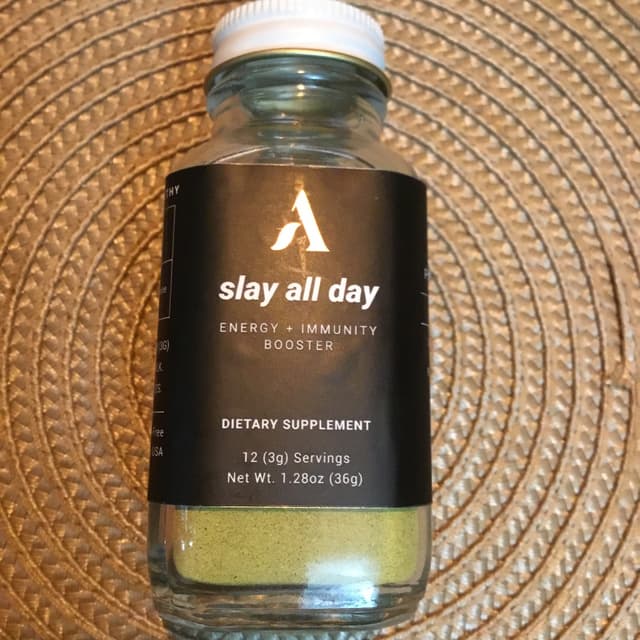 slay all day
ENERGY + IMMUNITY
BOOSTER
DIETARY SUPPLEMENT
12 (3g) Servings
Net Wt. 1.28oz (36g)